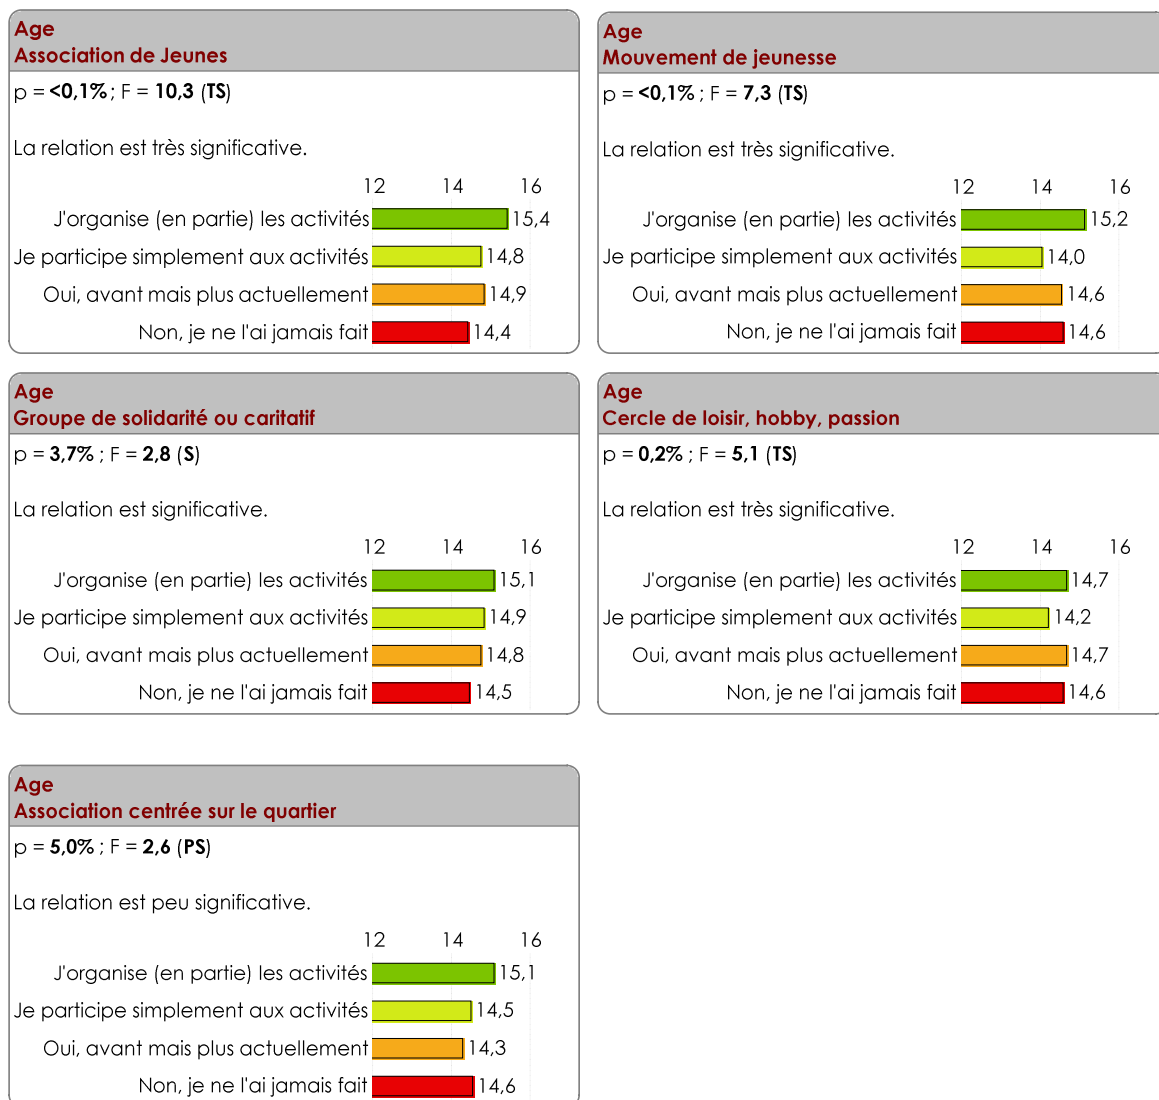 Age
Association de Jeunes
p = <0,1% ; F = 10,3 (TS)
La relation est très significative.
12 14 16
J'organise (en partie) les activités 15,4
Je participe simplement aux activités 14,8
Oui, avant mais plus actuellement 14,9
Non, je ne l'ai jamais fait 14,4
Age
Mouvement de jeunesse
p = <0,1% ; F = 7,3 (TS)
La relation est très significative.
12 14 16
J'organise (en partie) les activités 15,2
Je participe simplement aux activités 14,0
Oui, avant mais plus actuellement 14,6
Non, je ne l'ai jamais fait 14,6
Age
Groupe de solidarité ou caritatif
p = 3,7% ; F = 2,8 (S)
La relation est significative.
12 14 16
J'organise (en partie) les activités 15,1
Je participe simplement aux activités 14,9
Oui, avant mais plus actuellement 14,8
Non, je ne l'ai jamais fait 14,5
Age
Cercle de loisir, hobby, passion
p = 0,2% ; F = 5,1 (TS)
La relation est très significative.
12 14 16
J'organise (en partie) les activités 14,7
Je participe simplement aux activités 14,2
Oui, avant mais plus actuellement 14,7
Non, je ne l'ai jamais fait 14,6
Age
Association centrée sur le quartier
p = 5,0% ; F = 2,6 (PS)
La relation est peu significative.
12 14 16
J'organise (en partie) les activités 15,1
Je participe simplement aux activités 14,5
Oui, avant mais plus actuellement 14,3
Non, je ne l'ai jamais fait 14,6